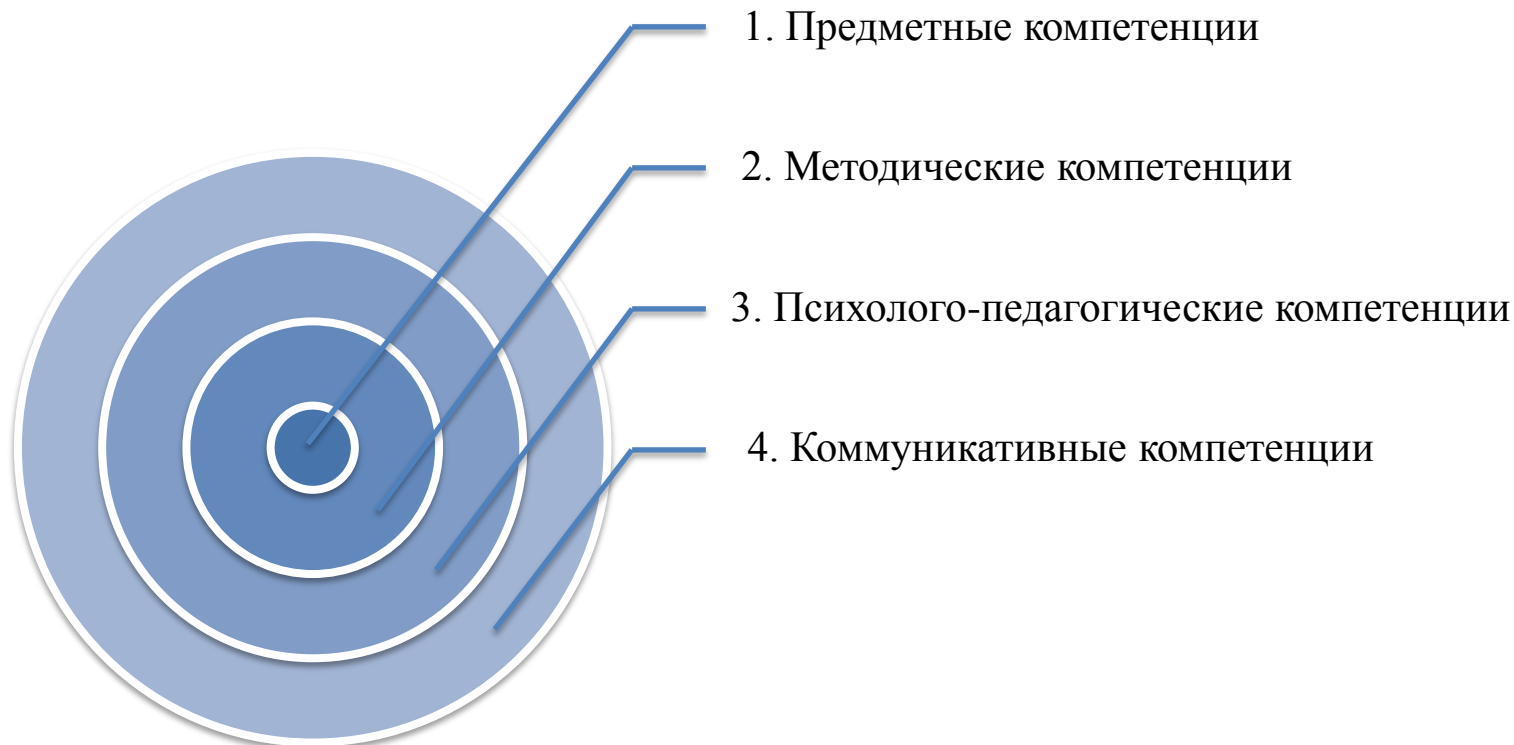 1. Предметные компетенции
2. Методические компетенции
3. Психолого-педагогические компетенции
4. Коммуникативные компетенции